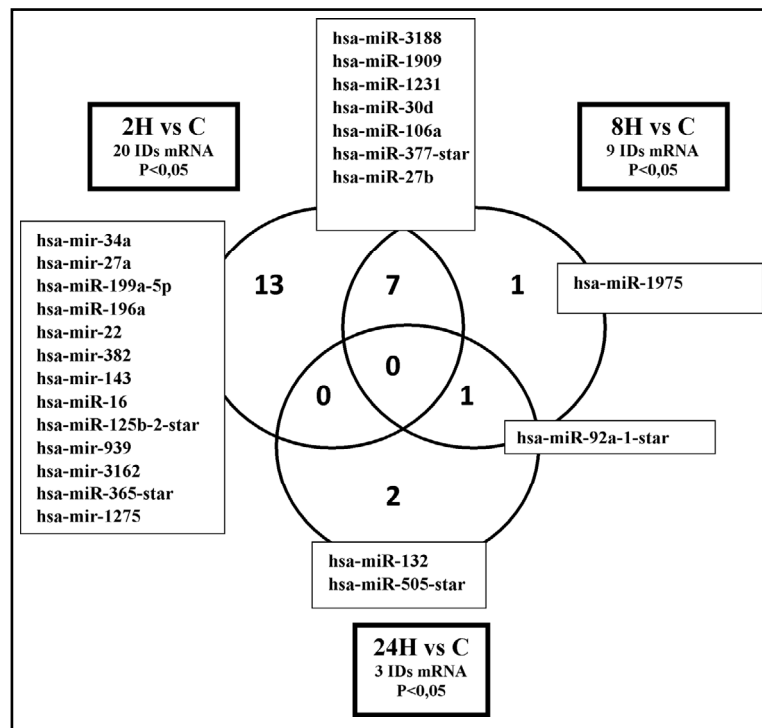 hsa-miR-3188
hsa-miR-1909
hsa-miR-1231
hsa-miR-30d
hsa-miR-106a
hsa-miR-377-star
hsa-miR-27b
2H vs C
20 IDs mRNA
P<0,05
8H vs C
9 IDs mRNA
P<0,05
hsa-mir-34a
hsa-mir-27a
hsa-miR-199a-5p
hsa-miR-196a
hsa-mir-22
hsa-mir-382
hsa-mir-143
hsa-miR-16
hsa-miR-125b-2-star
hsa-mir-939
hsa-mir-3162
hsa-miR-365-star
hsa-mir-1275
13
7
1
hsa-miR-1975
0
0
1
hsa-miR-92a-1-star
2
hsa-miR-132
hsa-miR-505-star
24H vs C
3 IDs mRNA
P<0,05